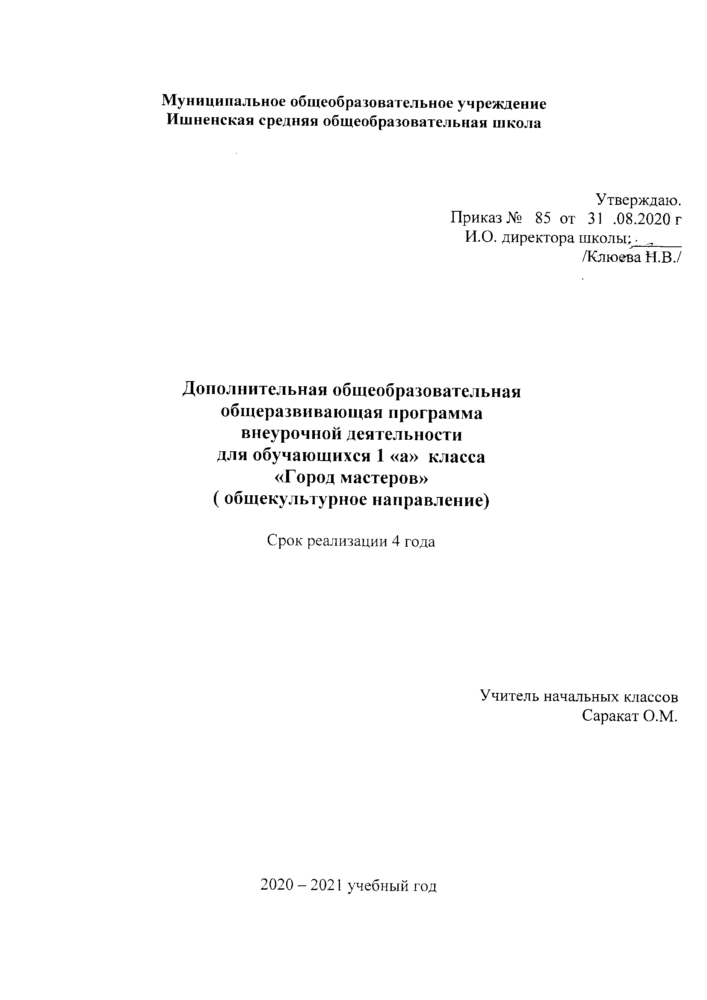 Муниципальное общеобразовательное учреждение
Ишненская средняя общеобразовательная школа
Утверждаю.
Приказ № 85 от 31 .08.2020 г
И.О. директора школы:
/Клюева Н.В./
Дополнительная общеобразовательная
общеразвивающая программа
внеурочной деятельности
для обучающихся 1 «а» класса
«Город мастеров»
( общекультурное направление)
Срок реализации 4 года
Учитель начальных классов
Саракат О.М.
2020 – 2021 учебный год